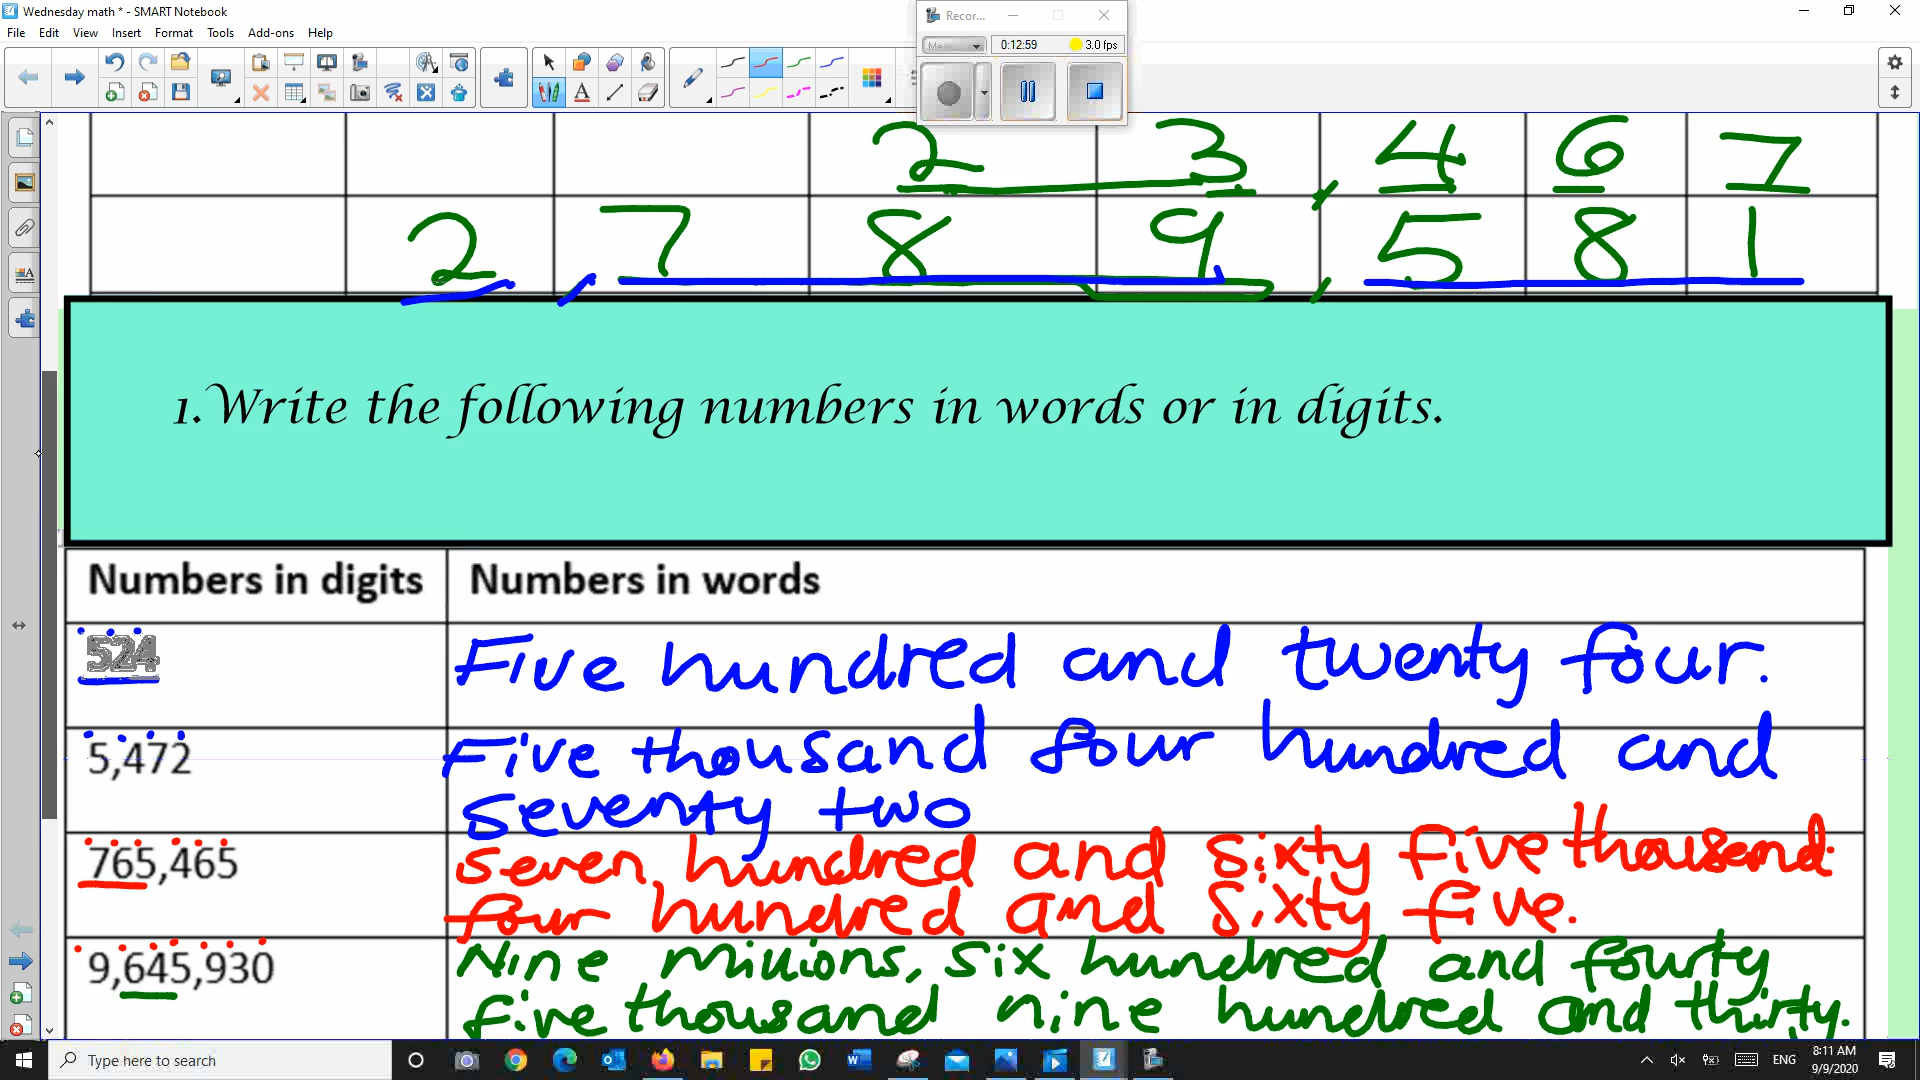 Wednesday math * - SMART Notebook
Recor...
File Edit View Insert Format Tools Add-ons Help
0:12:59 3.0 fps
2 3 , 4 6 7
2 , 7 8 9 , 5 8 1
1. Write the following numbers in words or in digits.
Numbers in digits Numbers in words
524 Five hundred and twenty four.
5,472 Five thousand four hundred and
seventy two
765,465 seven hundred and sixty five thousand
four hundred and sixty five.
9,645,930 Nine millions, six hundred and fourty
five thousand nine hundred and thirty.
Type here to search
ENG
8:11 AM
9/9/2020